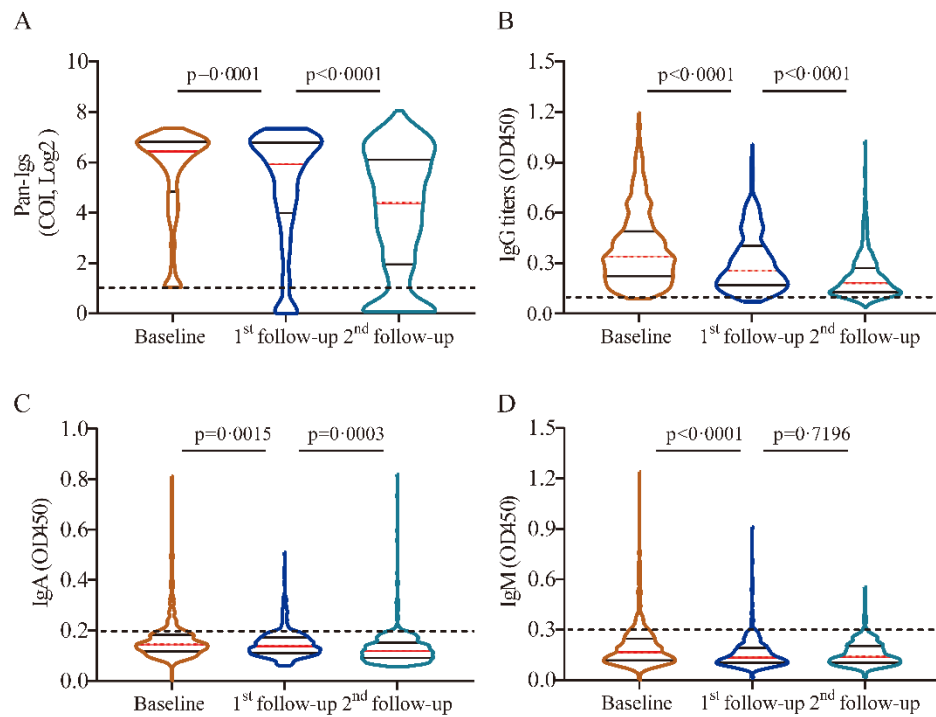 A
B
10
8
6
4
2
0
Pan-Igs
(COI, Log2)
p=0·0001
p<0·0001
Baseline
1st follow-up
2nd follow-up
1.5
1.2
0.9
0.6
0.3
0.0
IgG titers (OD450)
p<0·0001
p<0·0001
Baseline
1st follow-up
2nd follow-up
C
D
1.0
0.8
0.6
0.4
0.2
0.0
IgA (OD450)
p=0·0015
p=0·0003
Baseline
1st follow-up
2nd follow-up
1.5
1.2
0.9
0.6
0.3
0.0
IgM (OD450)
p<0·0001
p=0·7196
Baseline
1st follow-up
2nd follow-up